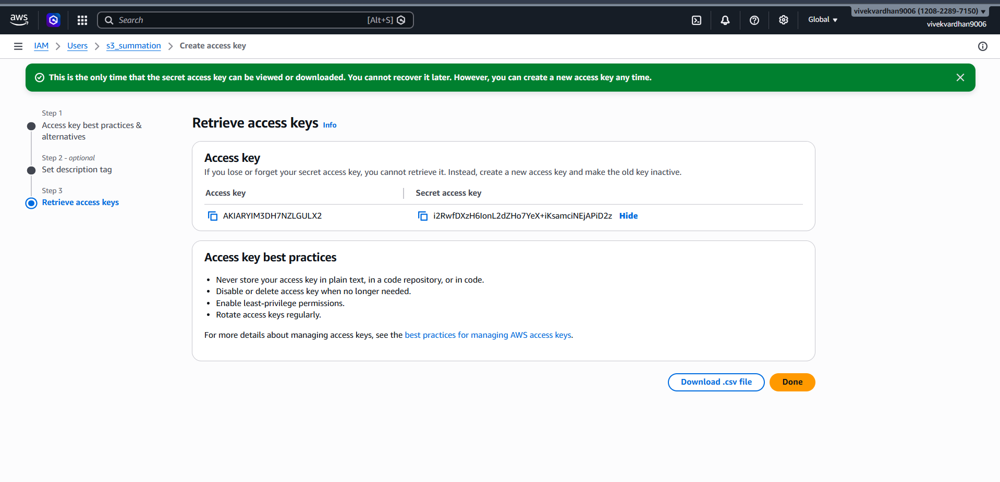 aws
Search [Alt+S]
Global
vivekvardhan9006 (1208-2289-7150)
vivekvardhan9006
IAM Users s3_summation Create access key
This is the only time that the secret access key can be viewed or downloaded. You cannot recover it later. However, you can create a new access key any time.
Step 1
Access key best practices &
alternatives
Step 2 - optional
Set description tag
Step 3
Retrieve access keys
Retrieve access keys Info
Access key
If you lose or forget your secret access key, you cannot retrieve it. Instead, create a new access key and make the old key inactive.
Access key Secret access key
AKIARYIM3DH7NZLGULX2 i2RwfDXzH6IonL2dZHo7YeX+iKsamciNEjAPiD2z Hide
Access key best practices
• Never store your access key in plain text, in a code repository, or in code.
• Disable or delete access key when no longer needed.
• Enable least-privilege permissions.
• Rotate access keys regularly.
For more details about managing access keys, see the best practices for managing AWS access keys.
Download .csv file Done